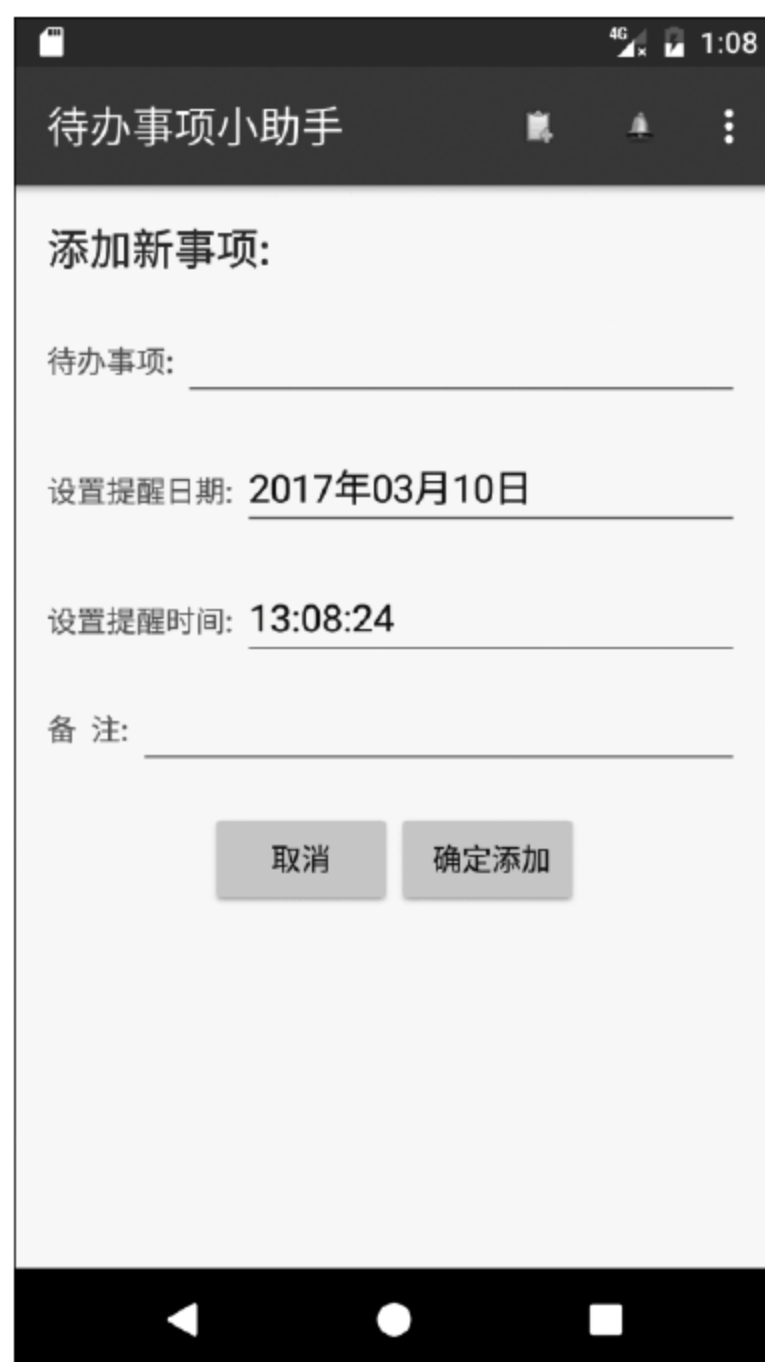 4G 1:08
待办事项小助手
添加新事项:
待办事项:
设置提醒日期: 2017年03月10日
设置提醒时间: 13:08:24
备 注:
取消 确定添加